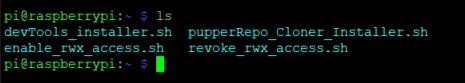 pi@raspberrypi:~ $ ls
devTools_installer.sh  pupperRepo_Cloner_Installer.sh
enable_rwx_access.sh   revoke_rwx_access.sh
pi@raspberrypi:~ $